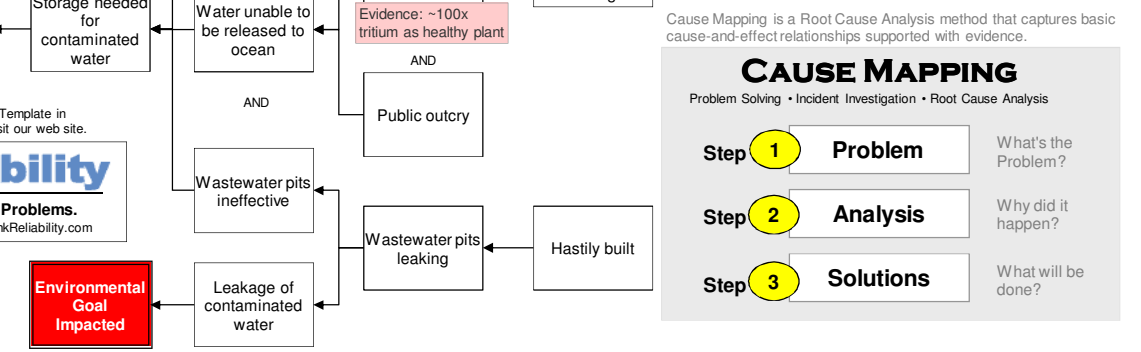 Storage needed
for
contaminated
water
Water unable to
be released to
ocean
Evidence: ~100x
tritium as healthy plant
AND
Public outcry
AND
Template in
sit our web site.
bility
Problems.
nkReliability.com
Wastewater pits
ineffective
Wastewater pits
leaking
Hastily built
Environmental
Goal
Impacted
Leakage of
contaminated
water
Cause Mapping is a Root Cause Analysis method that captures basic
cause-and-effect relationships supported with evidence.
CAUSE MAPPING
Problem Solving • Incident Investigation • Root Cause Analysis
Step 1 Problem
What's the
Problem?
Step 2 Analysis
Why did it
happen?
Step 3 Solutions
What will be
done?